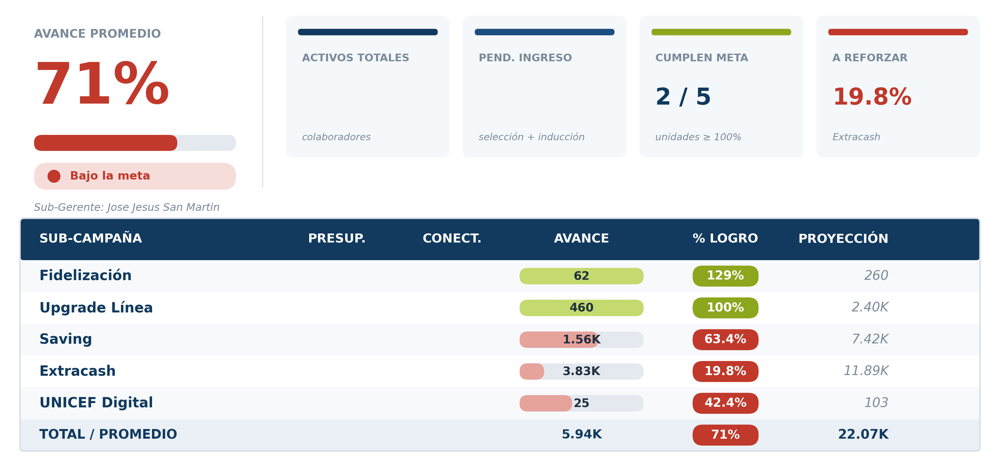 AVANCE PROMEDIO
71%
Bajo la meta
Sub-Gerente: Jose Jesus San Martin
ACTIVOS TOTALES
colaboradores
PEND. INGRESO
selección + inducción
CUMPLEN META
2 / 5
unidades ≥ 100%
A REFORZAR
19.8%
Extracash
SUB-CAMPAÑA PRESUP. CONECT. AVANCE % LOGRO PROYECCIÓN
Fidelización 62 129% 260
Upgrade Línea 460 100% 2.40K
Saving 1.56K 63.4% 7.42K
Extracash 3.83K 19.8% 11.89K
UNICEF Digital 25 42.4% 103
TOTAL / PROMEDIO 5.94K 71% 22.07K